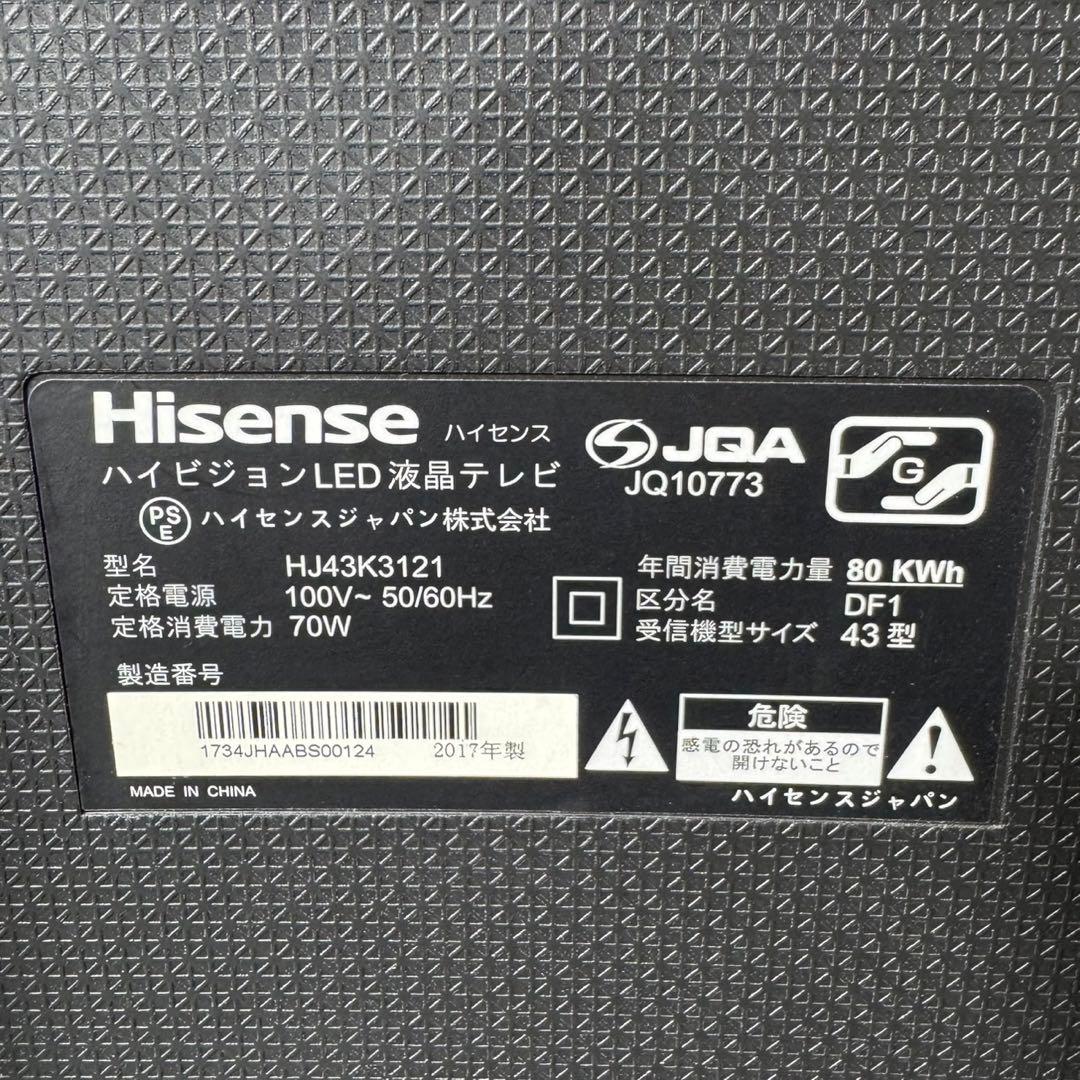 Hisense ハイセンス
ハイビジョンLED液晶テレビ
PS
E
ハイセンスジャパン株式会社
JQA
JQ10773
G
型名 HJ43K3121
定格電源 100V~ 50/60Hz
定格消費電力 70W
年間消費電力量 80 KWh
区分名 DF1
受信機型サイズ 43型
製造番号
1734JHAABS00124 2017年製
MADE IN CHINA
危険
感電の恐れがあるので
開けないこと
ハイセンスジャパン